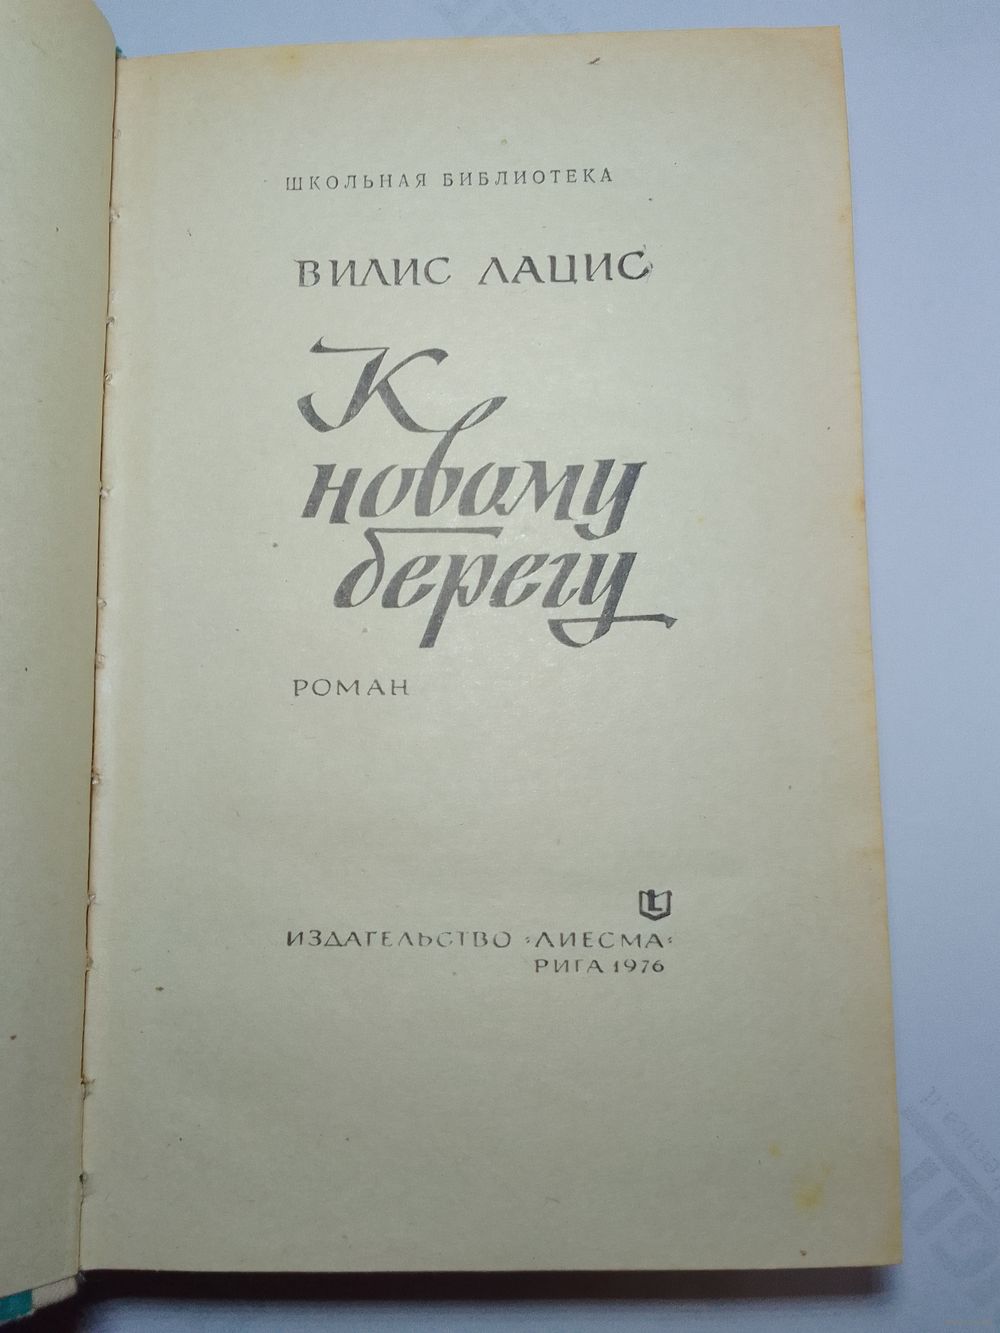 ШКОЛЬНАЯ БИБЛИОТЕКА
ВИЛИС ЛАЦИС
К
новому
берегу
РОМАН
L
ИЗДАТЕЛЬСТВО «ЛИЕСМА»
РИГА 1976